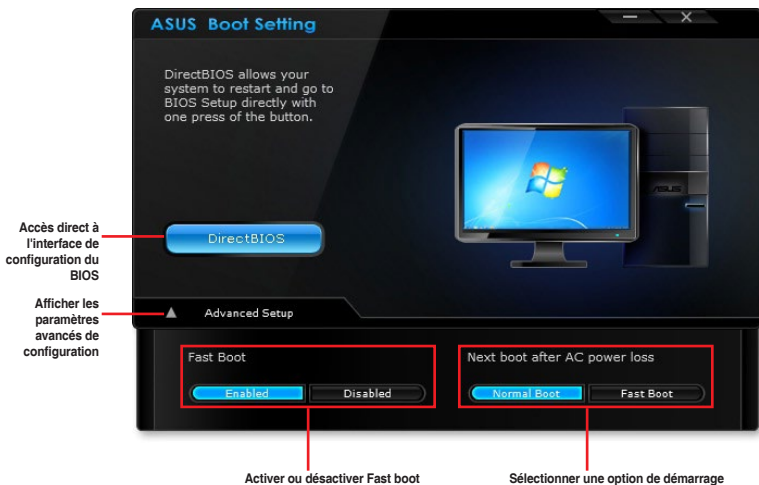 ASUS Boot Setting
DirectBIOS allows your
system to restart and go to
BIOS Setup directly with
one press of the button.
ASUS
DirectBIOS
Accès direct à
l'interface de
configuration du
BIOS
Afficher les
paramètres
avancés de
configuration
Advanced Setup
Fast Boot
Enabled
Disabled
Next boot after AC power loss
Normal Boot
Fast Boot
Activer ou désactiver Fast boot
Sélectionner une option de démarrage